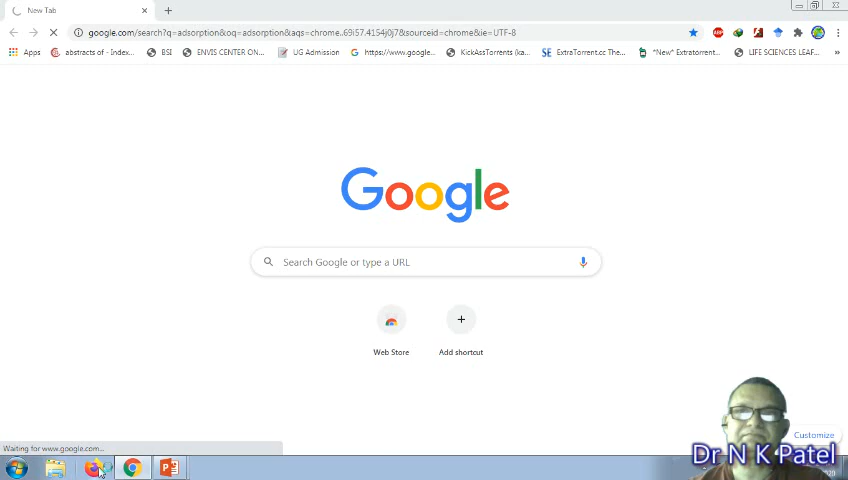 New Tab
google.com/search?q=adsorption&oq=adsorption&aqs=chrome..69i57.4154j0j7&sourceid=chrome&ie=UTF-8
Apps abstracts of - Index... BSI ENVIS CENTER ON... UG Admission https://www.google... KickAssTorrents (ka... ExtraTorrent.cc The... *New* Extratorrent... LIFE SCIENCES LEAF... »
Google
Search Google or type a URL
Web Store Add shortcut
Customize
Waiting for www.google.com...
Dr N K Patel